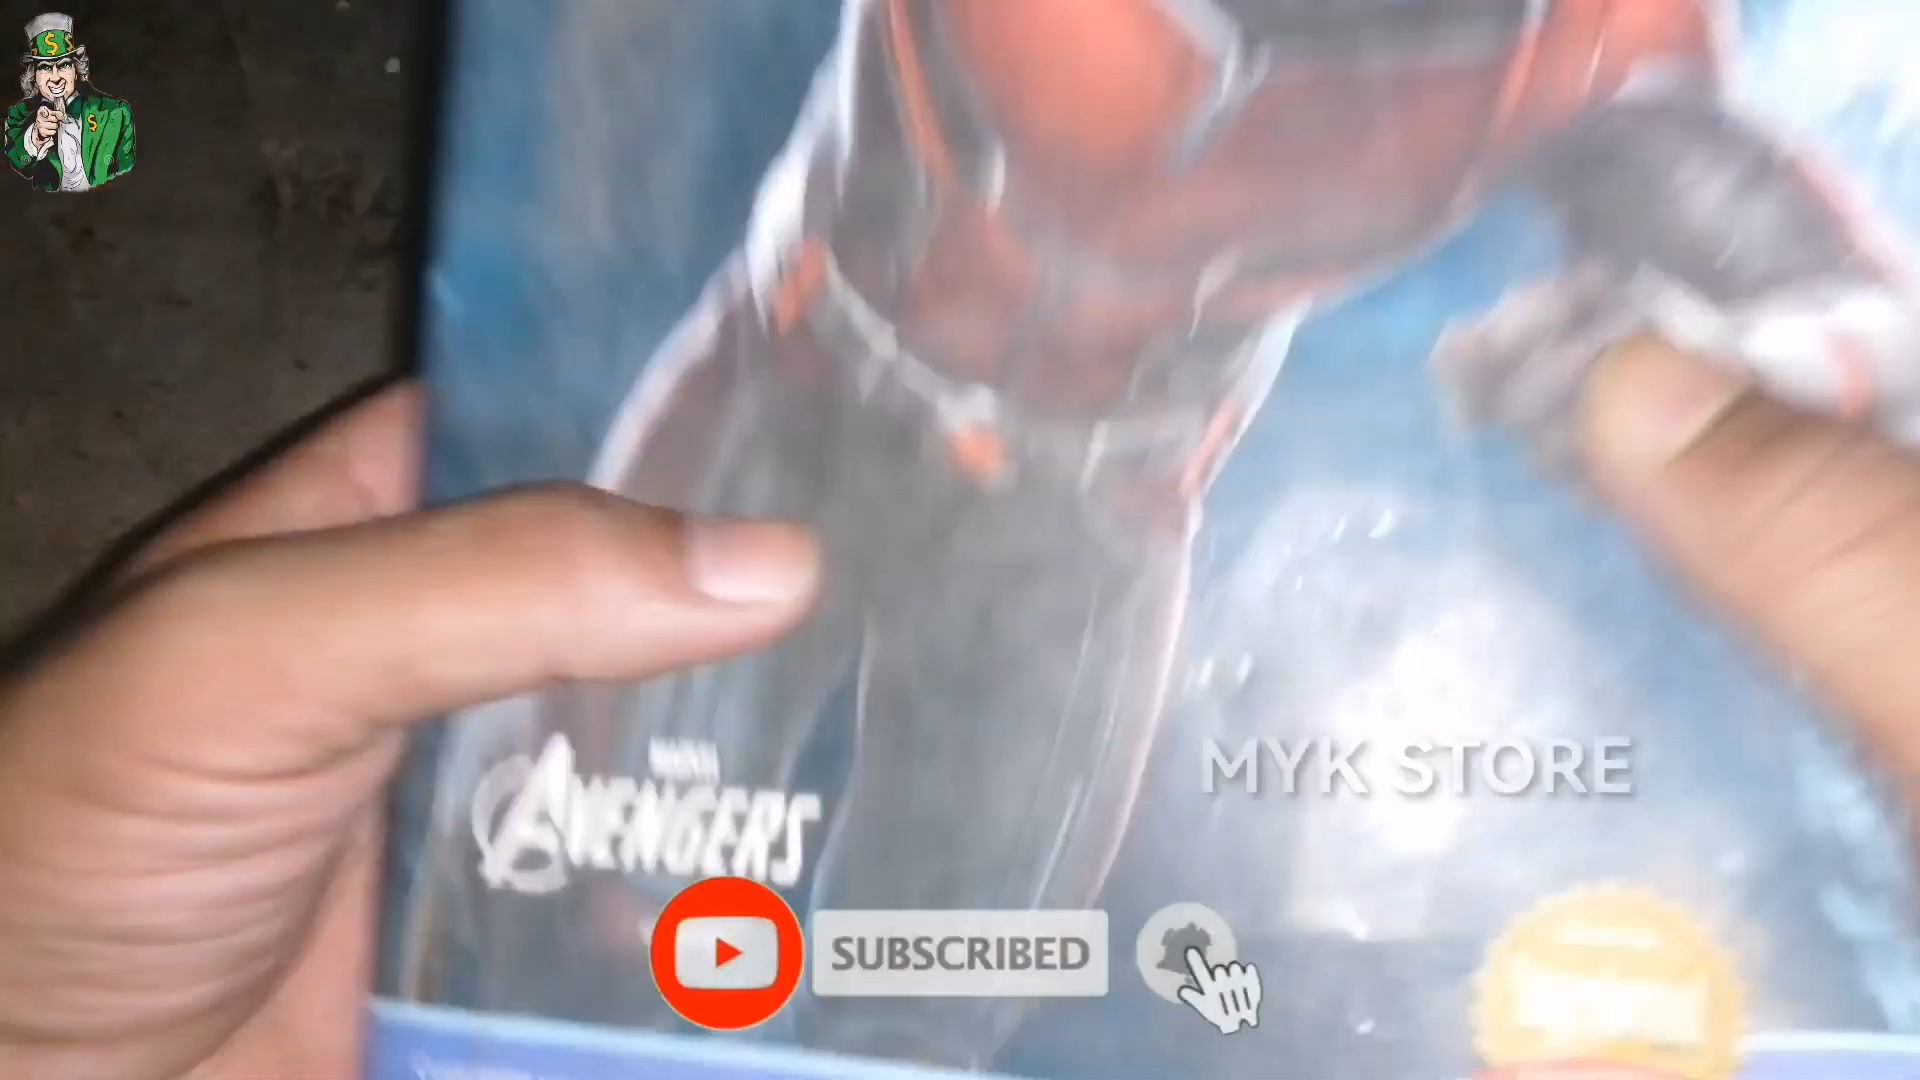 $
$
MARVEL
AVENGERS
MYK STORE
SUBSCRIBED